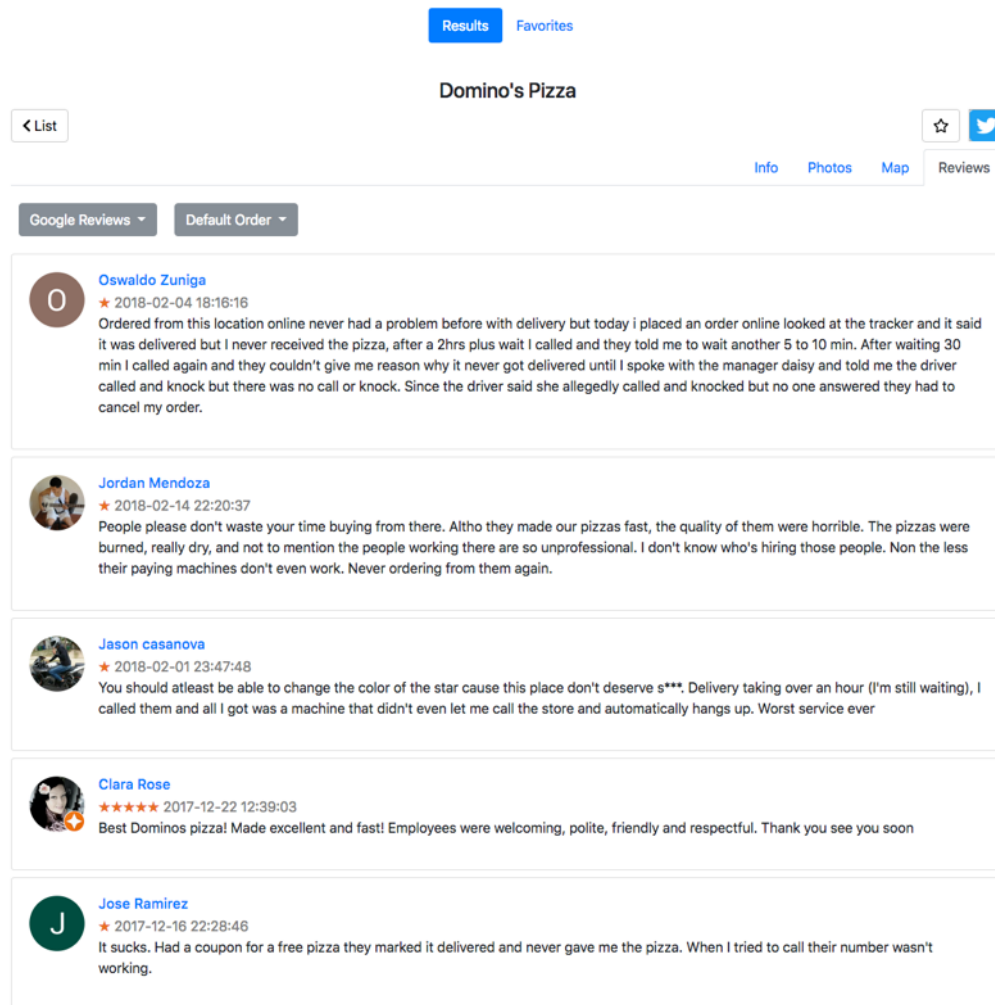 Results Favorites
Domino's Pizza
List
Info Photos Map Reviews
Google Reviews Default Order
O
Oswaldo Zuniga
★ 2018-02-04 18:16:16
Ordered from this location online never had a problem before with delivery but today i placed an order online looked at the tracker and it said
it was delivered but I never received the pizza, after a 2hrs plus wait I called and they told me to wait another 5 to 10 min. After waiting 30
min I called again and they couldn't give me reason why it never got delivered until I spoke with the manager daisy and told me the driver
called and knock but there was no call or knock. Since the driver said she allegedly called and knocked but no one answered they had to
cancel my order.
Jordan Mendoza
★ 2018-02-14 22:20:37
People please don't waste your time buying from there. Altho they made our pizzas fast, the quality of them were horrible. The pizzas were
burned, really dry, and not to mention the people working there are so unprofessional. I don't know who's hiring those people. Non the less
their paying machines don't even work. Never ordering from them again.
Jason casanova
★ 2018-02-01 23:47:48
You should atleast be able to change the color of the star cause this place don't deserve s***. Delivery taking over an hour (I'm still waiting), I
called them and all I got was a machine that didn't even let me call the store and automatically hangs up. Worst service ever
Clara Rose
★★★★★ 2017-12-22 12:39:03
Best Dominos pizza! Made excellent and fast! Employees were welcoming, polite, friendly and respectful. Thank you see you soon
J
Jose Ramirez
★ 2017-12-16 22:28:46
It sucks. Had a coupon for a free pizza they marked it delivered and never gave me the pizza. When I tried to call their number wasn't
working.